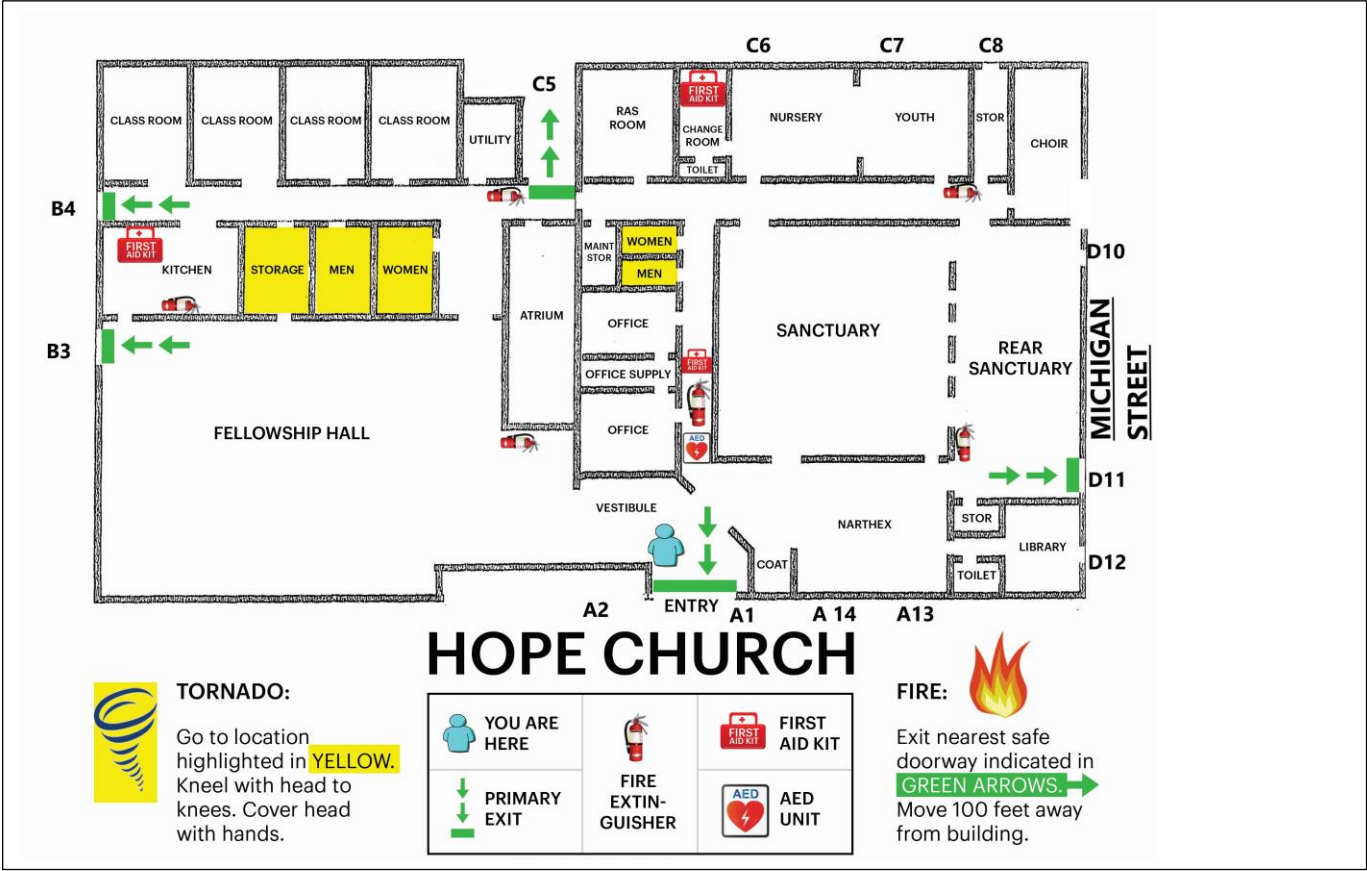 C6
C7
C8
C5
FIRST
AID KIT
RAS
ROOM
CLASS ROOM
CLASS ROOM
CLASS ROOM
CLASS ROOM
NURSERY
YOUTH
STOR
UTILITY
CHANGE
ROOM
CHOIR
TOILET
B4
FIRST
AID KIT
KITCHEN
STORAGE
MEN
WOMEN
MAINT
STOR
WOMEN
MEN
D10
ATRIUM
OFFICE
SANCTUARY
B3
REAR
SANCTUARY
MICHIGAN
STREET
FIRST
AID KIT
OFFICE SUPPLY
FELLOWSHIP HALL
OFFICE
AED
D11
VESTIBULE
NARTHEX
STOR
LIBRARY
COAT
TOILET
D12
ENTRY
A2
A1
A 14
A13
HOPE CHURCH
TORNADO:
Go to location
highlighted in YELLOW.
Kneel with head to
knees. Cover head
with hands.
YOU ARE
HERE
PRIMARY
EXIT
FIRE
EXTIN-
GUISHER
FIRST
AID KIT
FIRST
AID KIT
AED
AED
UNIT
FIRE:
Exit nearest safe
doorway indicated in
GREEN ARROWS.
Move 100 feet away
from building.